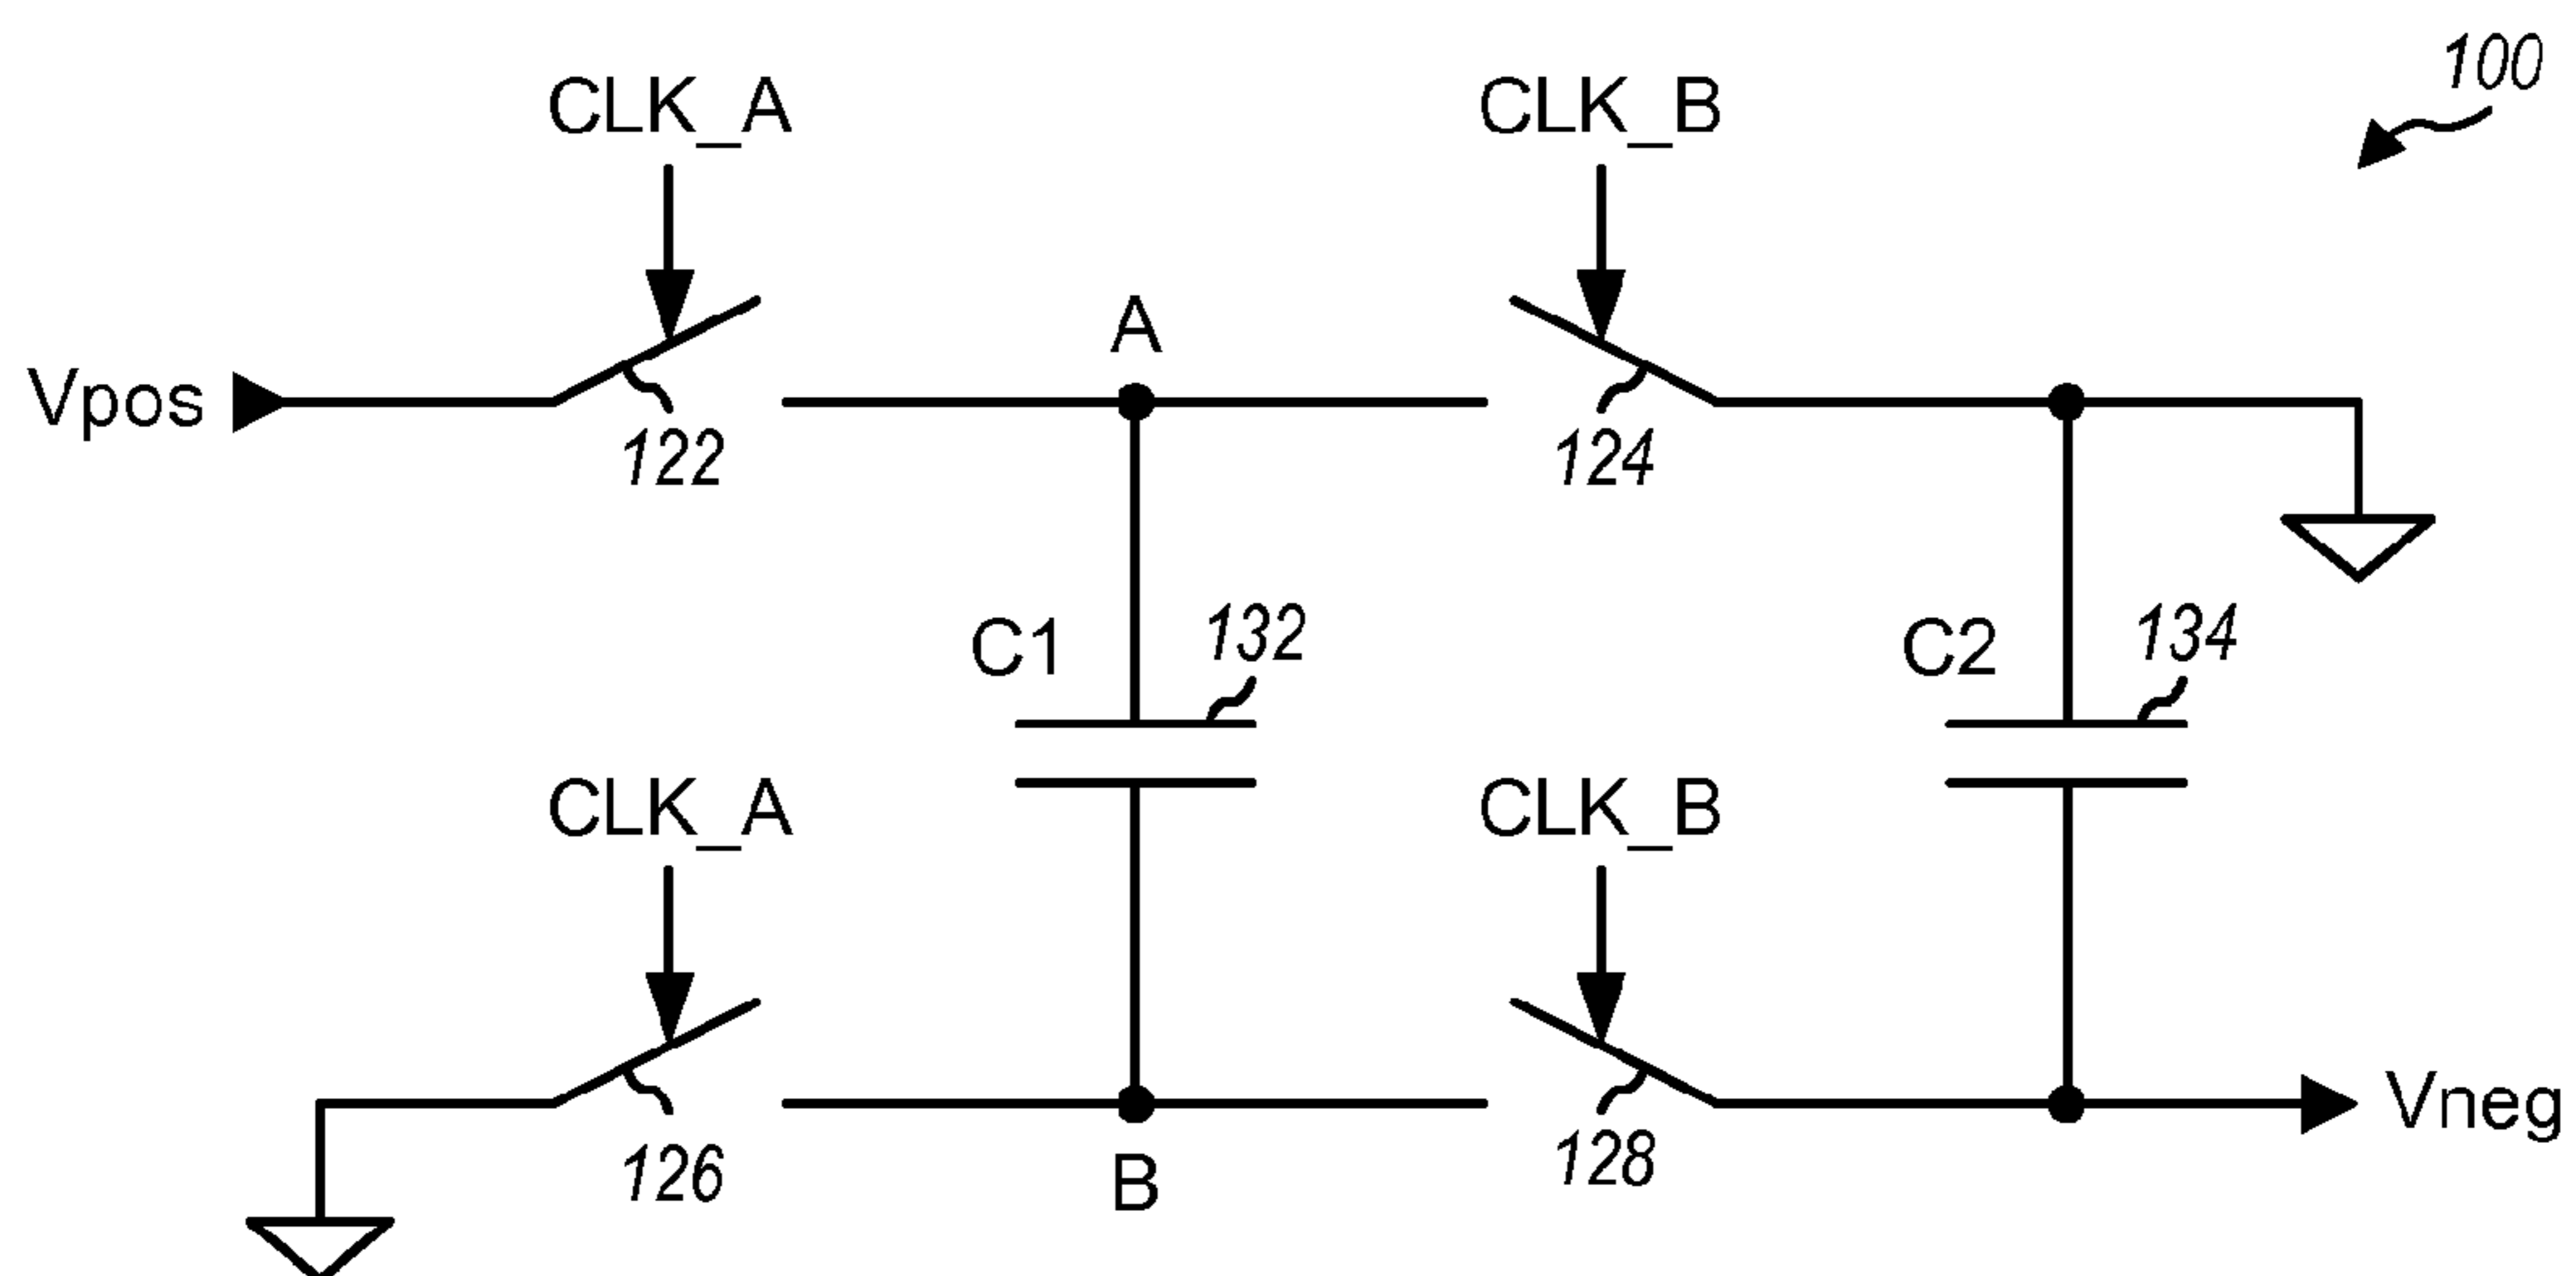 100
CLK_A
CLK_B
A
Vpos
122
124
C1
132
C2
134
CLK_A
CLK_B
Vneg
126
B
128